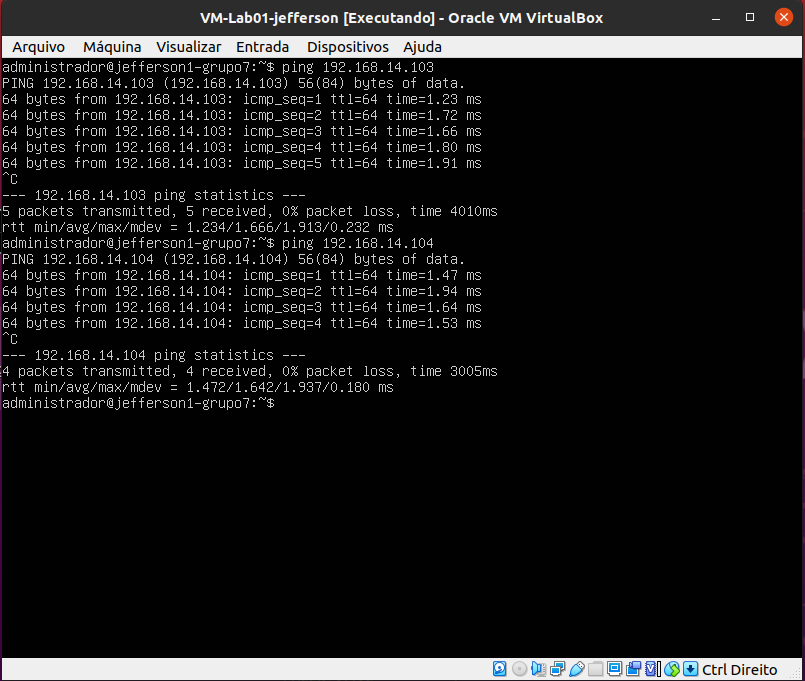 VM-Lab01-jefferson [Executando] - Oracle VM VirtualBox
Arquivo Máquina Visualizar Entrada Dispositivos Ajuda
administrador@jefferson1-grupo7:~$ ping 192.168.14.103
PING 192.168.14.103 (192.168.14.103) 56(84) bytes of data.
64 bytes from 192.168.14.103: icmp_seq=1 ttl=64 time=1.23 ms
64 bytes from 192.168.14.103: icmp_seq=2 ttl=64 time=1.72 ms
64 bytes from 192.168.14.103: icmp_seq=3 ttl=64 time=1.66 ms
64 bytes from 192.168.14.103: icmp_seq=4 ttl=64 time=1.80 ms
64 bytes from 192.168.14.103: icmp_seq=5 ttl=64 time=1.91 ms
^C
--- 192.168.14.103 ping statistics ---
5 packets transmitted, 5 received, 0% packet loss, time 4010ms
rtt min/avg/max/mdev = 1.234/1.666/1.913/0.232 ms
administrador@jefferson1-grupo7:~$ ping 192.168.14.104
PING 192.168.14.104 (192.168.14.104) 56(84) bytes of data.
64 bytes from 192.168.14.104: icmp_seq=1 ttl=64 time=1.47 ms
64 bytes from 192.168.14.104: icmp_seq=2 ttl=64 time=1.94 ms
64 bytes from 192.168.14.104: icmp_seq=3 ttl=64 time=1.64 ms
64 bytes from 192.168.14.104: icmp_seq=4 ttl=64 time=1.53 ms
^C
--- 192.168.14.104 ping statistics ---
4 packets transmitted, 4 received, 0% packet loss, time 3005ms
rtt min/avg/max/mdev = 1.472/1.642/1.937/0.180 ms
administrador@jefferson1-grupo7:~$
Ctrl Direito